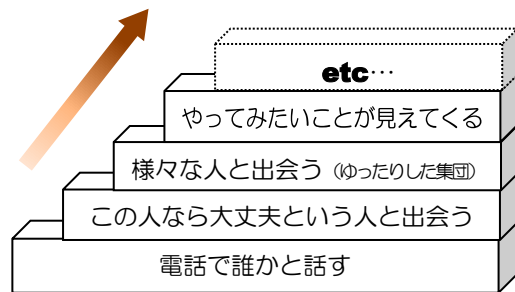 etc…
やってみたいことが見えてくる
様々な人と出会う（ゆったりした集団）
この人なら大丈夫という人と出会う
電話で誰かと話す